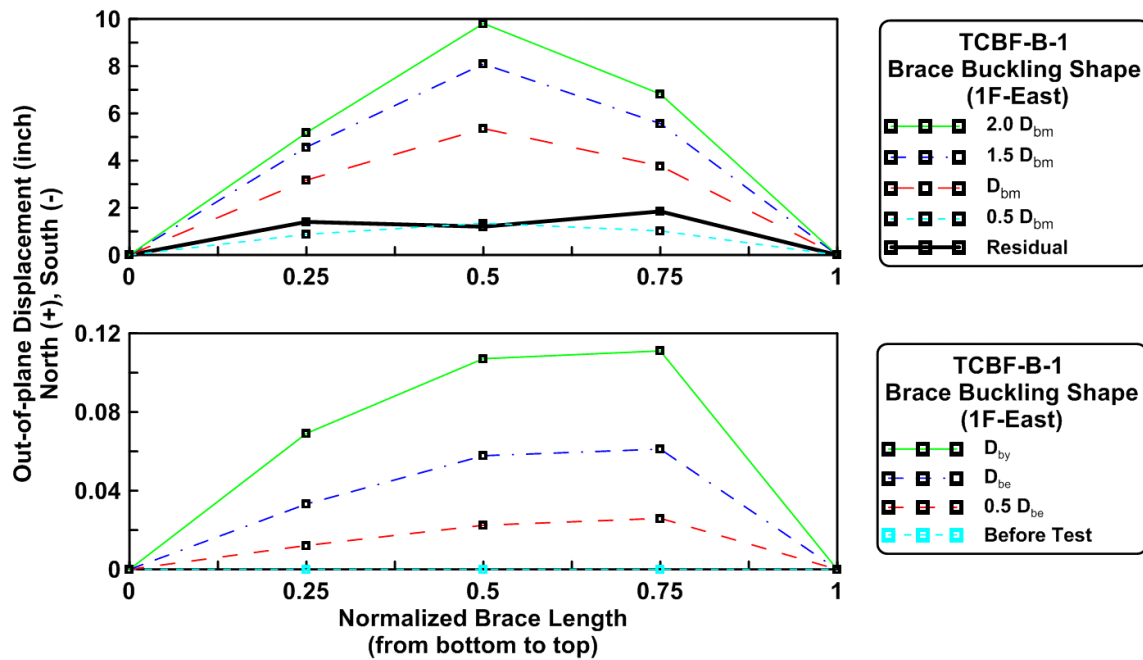 Out-of-plane Displacement (inch)
North (+), South (-)
10
8
6
4
2
0
0 0.25 0.5 0.75 1
TCBF-B-1
Brace Buckling Shape
(1F-East)
2.0 Dbm
1.5 Dbm
Dbm
0.5 Dbm
Residual
0.12
0.08
0.04
0
0 0.25 0.5 0.75 1
Normalized Brace Length
(from bottom to top)
TCBF-B-1
Brace Buckling Shape
(1F-East)
Dby
Dbe
0.5 Dbe
Before Test